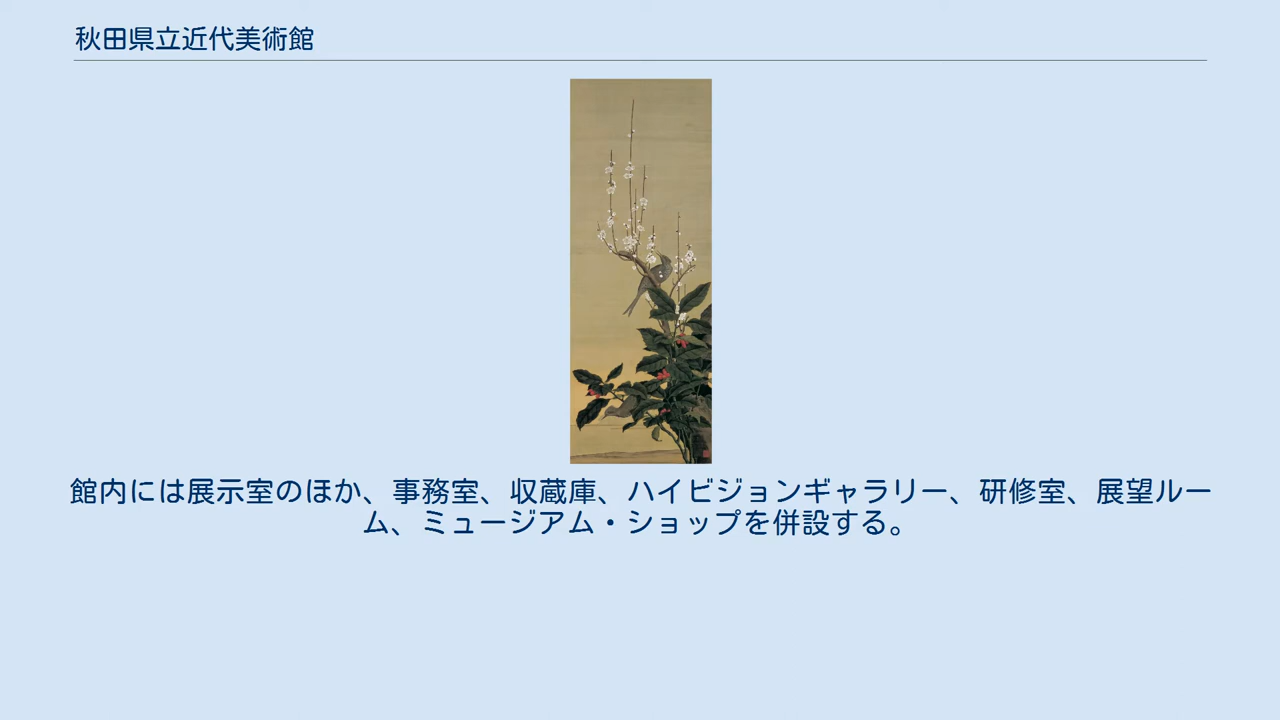 秋田県立近代美術館
館内には展示室のほか、事務室、収蔵庫、ハイビジョンギャラリー、研修室、展望ルー
ム、ミュージアム・ショップを併設する。